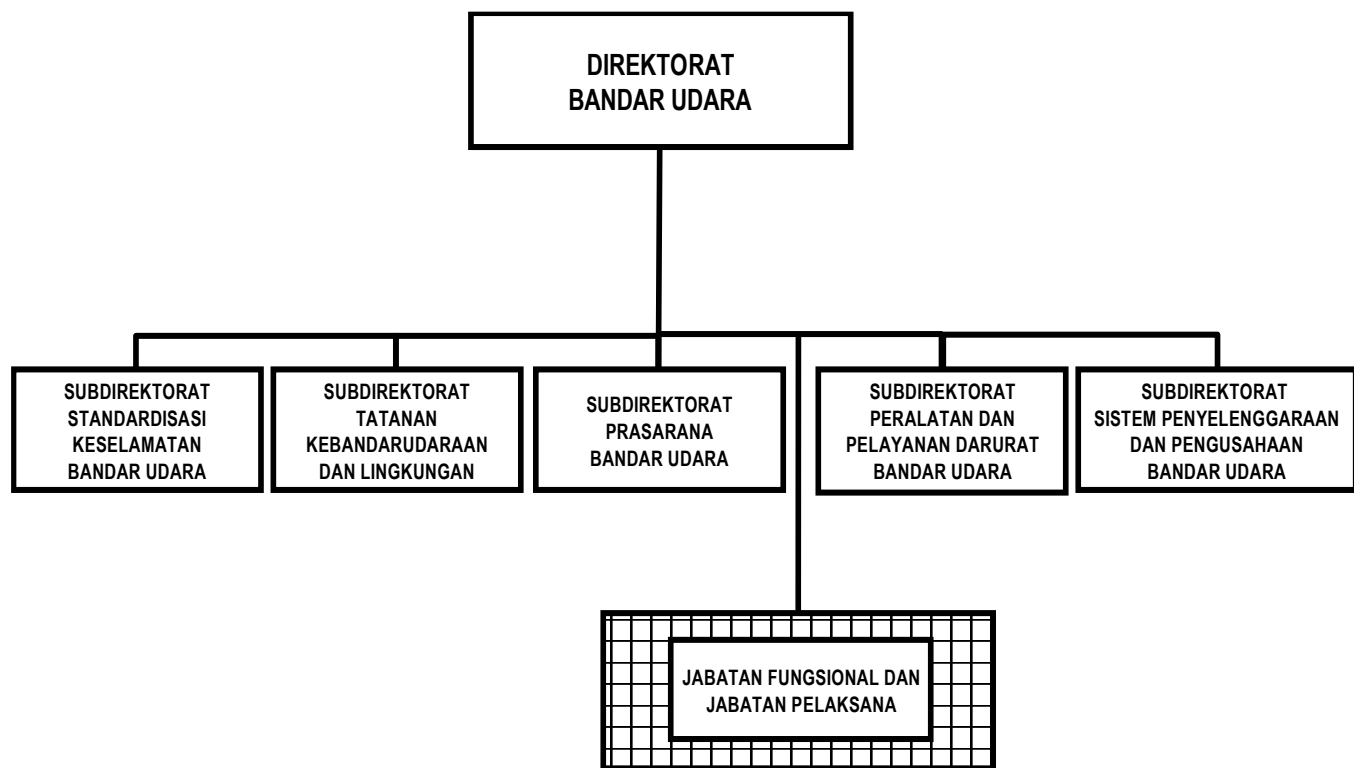 DIREKTORAT
BANDAR UDARA
SUBDIREKTORAT
STANDARDISASI
KESELAMATAN
BANDAR UDARA
SUBDIREKTORAT
TATANAN
KEBANDARUDARAAN
DAN LINGKUNGAN
SUBDIREKTORAT
PRASARANA
BANDAR UDARA
SUBDIREKTORAT
PERALATAN DAN
PELAYANAN DARURAT
BANDAR UDARA
SUBDIREKTORAT
SISTEM PENYELENGGARAAN
DAN PENGUSAHAAN
BANDAR UDARA
JABATAN FUNGSIONAL DAN
JABATAN PELAKSANA